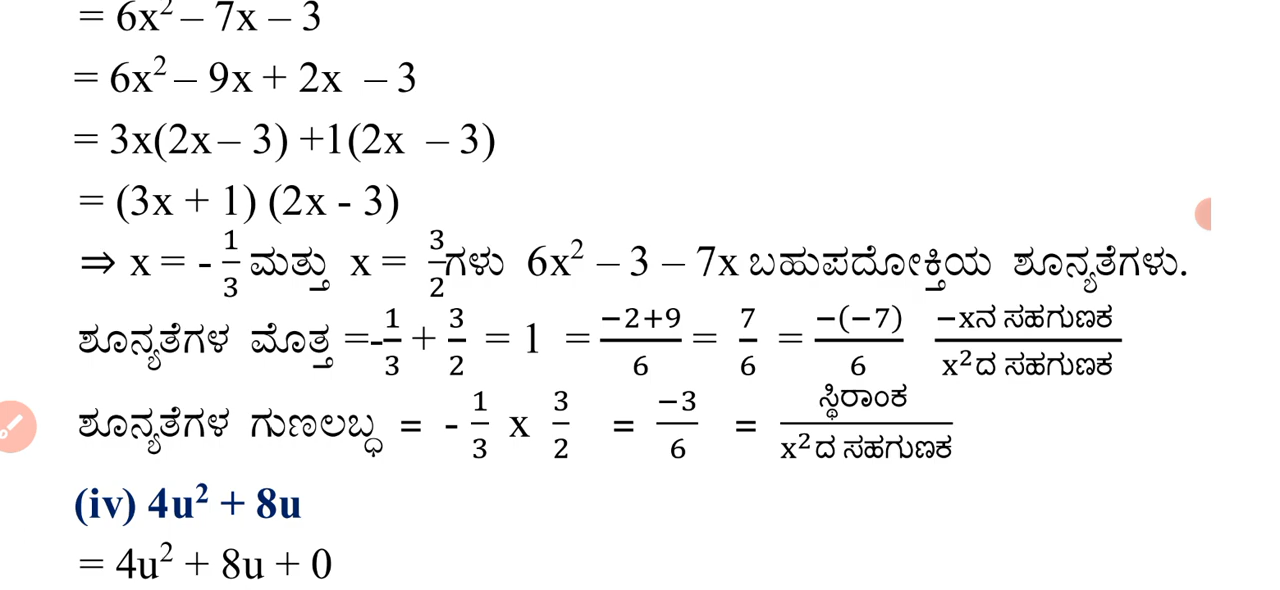 = 6x² – 7x – 3
= 6x² – 9x + 2x – 3
= 3x(2x – 3) +1(2x – 3)
= (3x + 1) (2x - 3)
⇒ x = - 1/3 ಮತ್ತು x = 3/2 ಗಳು 6x² – 3 – 7x ಬಹುಪದೋಕ್ತಿಯ ಶೂನ್ಯತೆಗಳು.
ಶೂನ್ಯತೆಗಳ ಮೊತ್ತ =-1/3 + 3/2 = 1 = (−2+9)/6 = 7/6 = −(−7)/6 −xನ ಸಹಗುಣಕ/x²ದ ಸಹಗುಣಕ
ಶೂನ್ಯತೆಗಳ ಗುಣಲಬ್ಧ = - 1/3 x 3/2 = −3/6 = ಸ್ಥಿರಾಂಕ/x²ದ ಸಹಗುಣಕ
(iv) 4u² + 8u
= 4u² + 8u + 0